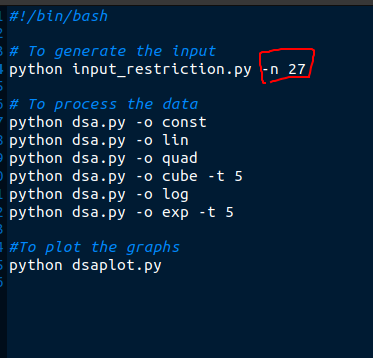 #!/bin/bash
# To generate the input
python input_restriction.py -n 27
# To process the data
python dsa.py -o const
python dsa.py -o lin
python dsa.py -o quad
python dsa.py -o cube -t 5
python dsa.py -o log
python dsa.py -o exp -t 5
#To plot the graphs
python dsaplot.py